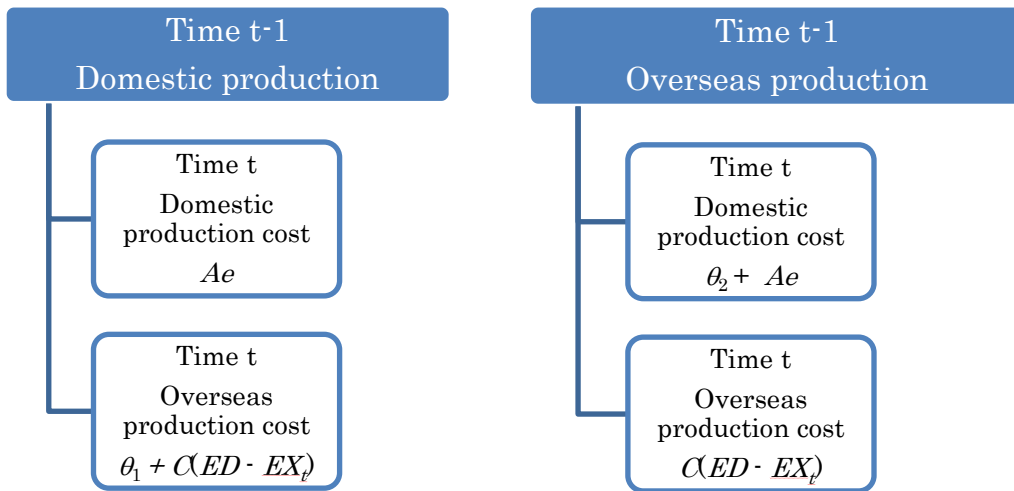 Time t-1
Domestic production
Time t
Domestic
production cost
Ae
Time t
Overseas
production cost
θ₁ + C(ED - EXₜ)
Time t-1
Overseas production
Time t
Domestic
production cost
θ₂ + Ae
Time t
Overseas
production cost
C(ED - EXₜ)